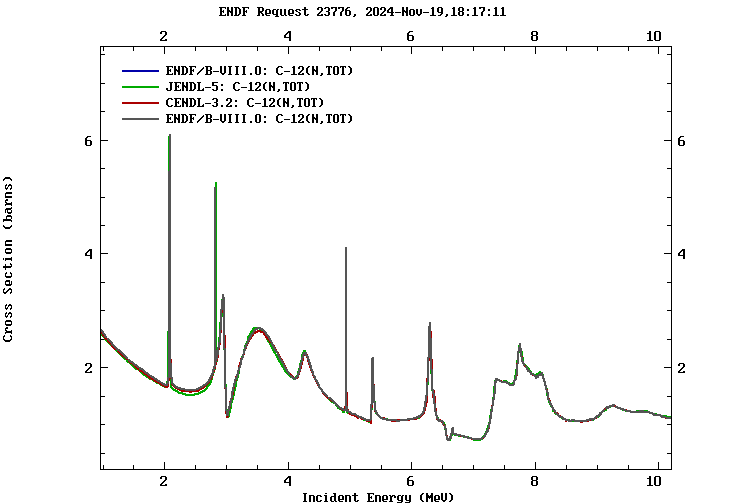 ENDF Request 23776, 2024-Nov-19,18:17:11
2 4 6 8 10
ENDF/B-VIII.0: C-12(N,TOT)
JENDL-5: C-12(N,TOT)
CENDL-3.2: C-12(N,TOT)
ENDF/B-VIII.0: C-12(N,TOT)
6 6
4 4
2 2
Cross Section (barns)
2 4 6 8 10
Incident Energy (MeV)